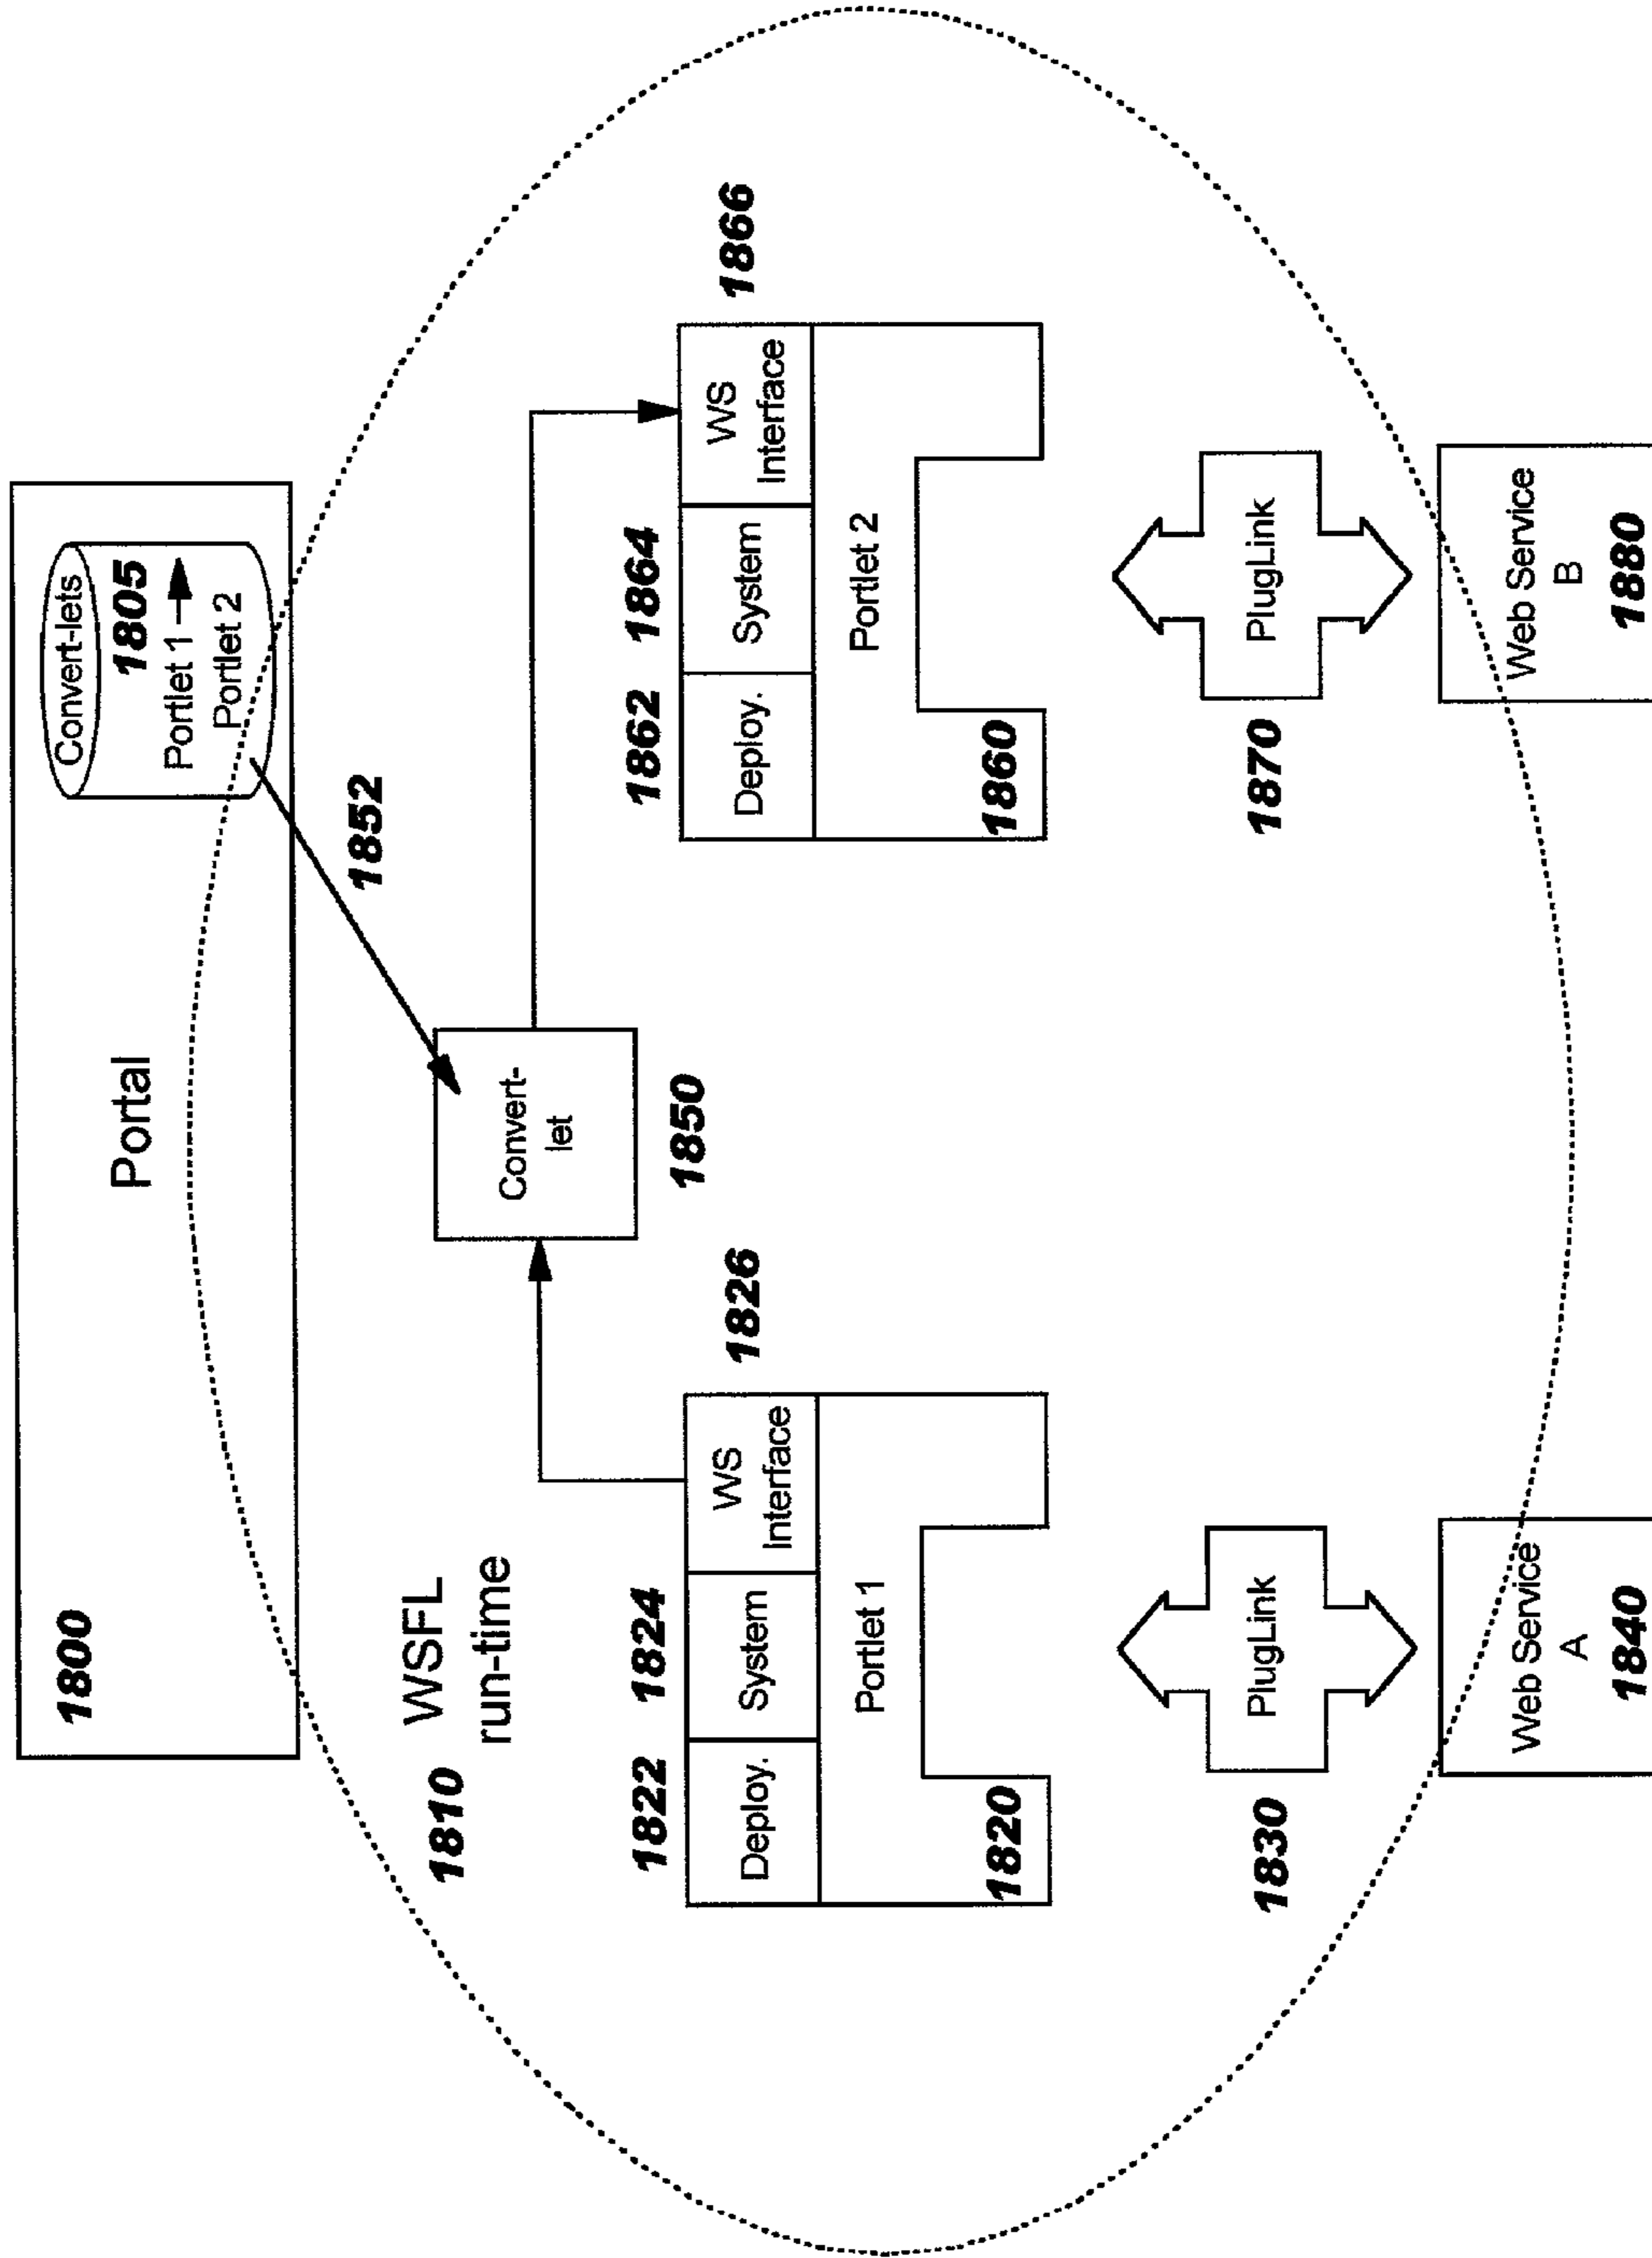 1800
Portal
Convert-lets
1805
Portlet 1
Portlet 2
1852
1810
WSFL
run-time
Convert-
let
1850
1822
1824
1826
Deploy.
System
WS
Interface
Portlet 1
1820
1862
1864
1866
Deploy.
System
WS
Interface
Portlet 2
1860
1830
PlugLink
1870
PlugLink
Web Service
A
1840
Web Service
B
1880